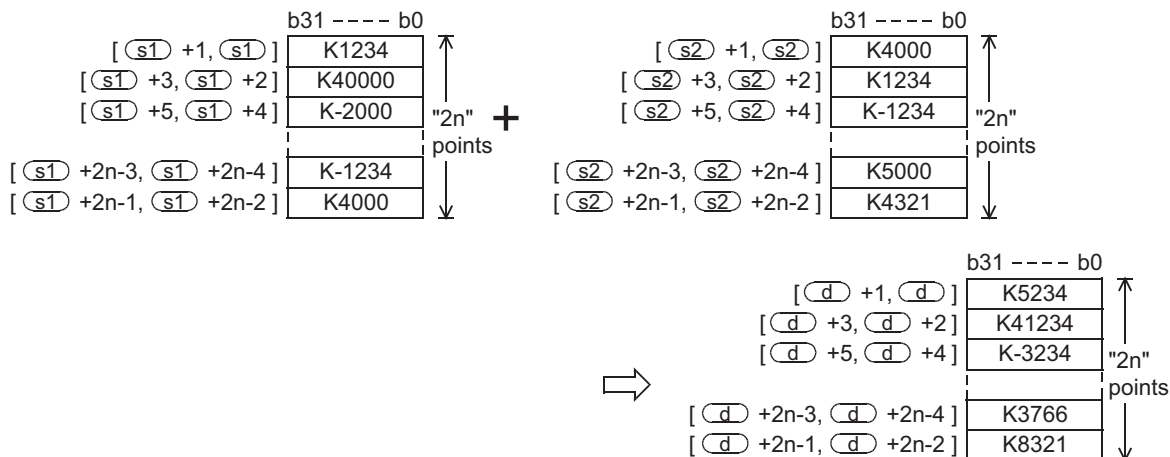 b31 ---- b0
[ s1 +1, s1 ] K1234
[ s1 +3, s1 +2 ] K40000
[ s1 +5, s1 +4 ] K-2000
"2n"
points
[ s1 +2n-3, s1 +2n-4 ] K-1234
[ s1 +2n-1, s1 +2n-2 ] K4000
+
b31 ---- b0
[ s2 +1, s2 ] K4000
[ s2 +3, s2 +2 ] K1234
[ s2 +5, s2 +4 ] K-1234
"2n"
points
[ s2 +2n-3, s2 +2n-4 ] K5000
[ s2 +2n-1, s2 +2n-2 ] K4321
b31 ---- b0
[ d +1, d ] K5234
[ d +3, d +2 ] K41234
[ d +5, d +4 ] K-3234
"2n"
points
[ d +2n-3, d +2n-4 ] K3766
[ d +2n-1, d +2n-2 ] K8321